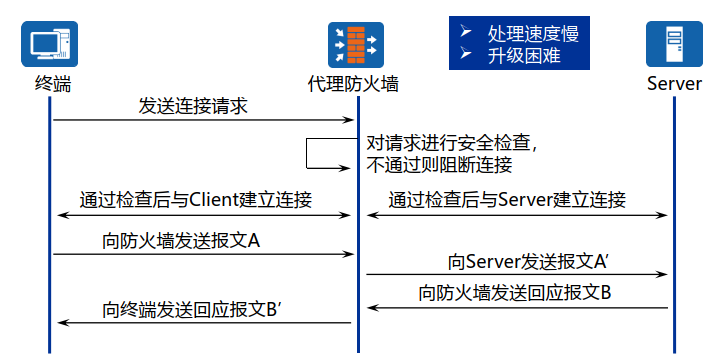 ➢ 处理速度慢
➢ 升级困难
终端
代理防火墙
Server
发送连接请求
对请求进行安全检查，
不通过则阻断连接
通过检查后与Client建立连接
通过检查后与Server建立连接
向防火墙发送报文A
向Server发送报文A′
向防火墙发送回应报文B
向终端发送回应报文B′